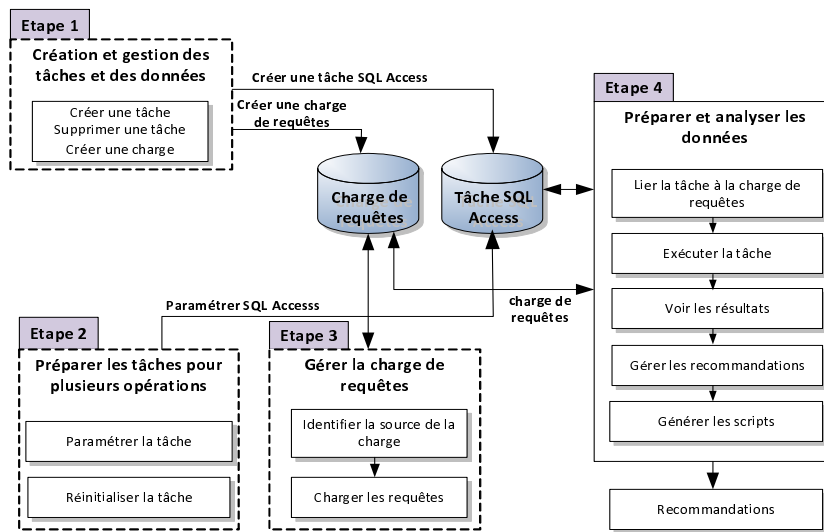 Etape 1
Création et gestion des
tâches et des données
Créer une tâche
Supprimer une tâche
Créer une charge
Créer une tâche SQL Access
Créer une charge
de requêtes
Charge de
requêtes
Tâche SQL
Access
Etape 4
Préparer et analyser les
données
Lier la tâche à la charge de
requêtes
Exécuter la tâche
Voir les résultats
Gérer les recommandations
Générer les scripts
Recommandations
charge de
requêtes
Paramétrer SQL Accesss
Etape 2
Préparer les tâches pour
plusieurs opérations
Paramétrer la tâche
Réinitialiser la tâche
Etape 3
Gérer la charge de
requêtes
Identifier la source de la
charge
Charger les requêtes